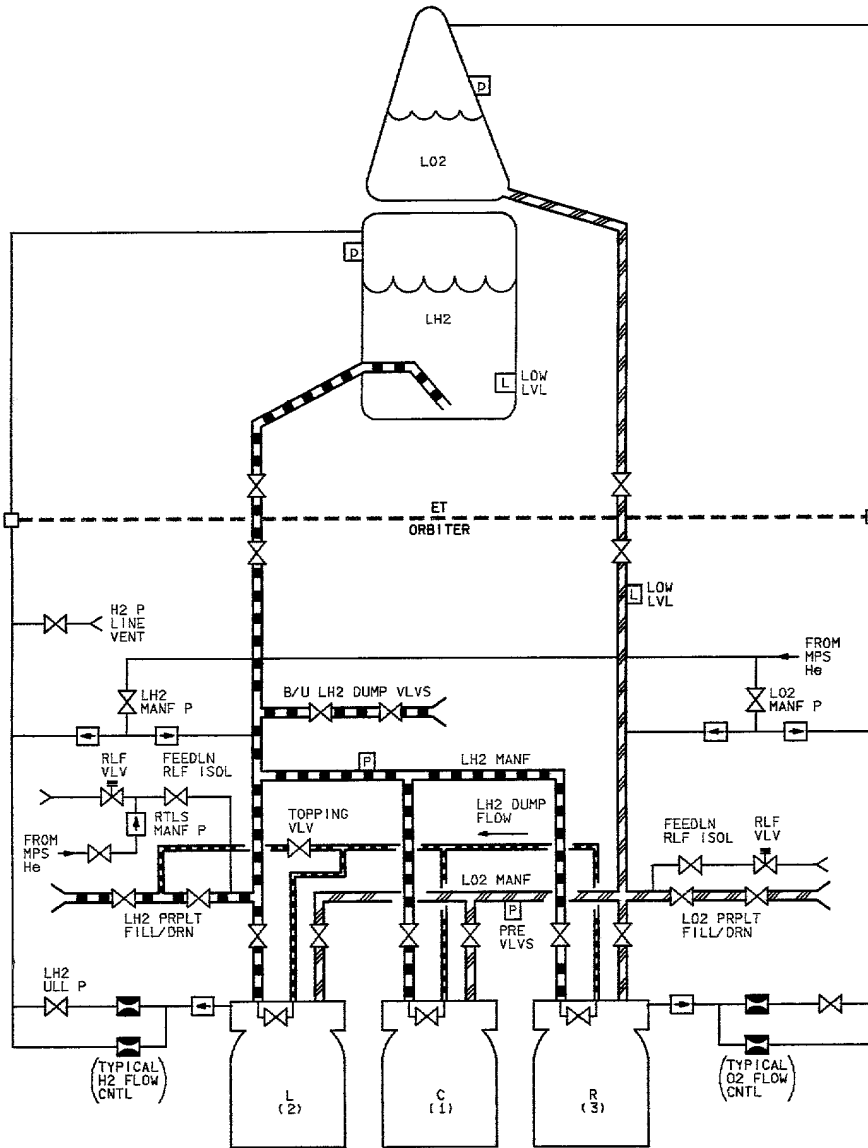 P
LO2
P
LH2
L
LOW
LVL
ET
ORBITER
L
LOW
LVL
H2 P
LINE
VENT
FROM
MPS
He
LH2
MANF P
B/U LH2 DUMP VLVS
LO2
MANF P
RLF
VLV
FEEDLN
RLF ISOL
P
LH2 MANF
RTLS
MANF P
TOPPING
VLV
LH2 DUMP
FLOW
FEEDLN
RLF ISOL
RLF
VLV
FROM
MPS
He
LO2 MANF
LH2 PRPLT
FILL/DRN
P
PRE
VLVS
LO2 PRPLT
FILL/DRN
LH2
ULL P
(TYPICAL
H2 FLOW
CNTL)
L
(2)
C
(1)
R
(3)
(TYPICAL
O2 FLOW
CNTL)